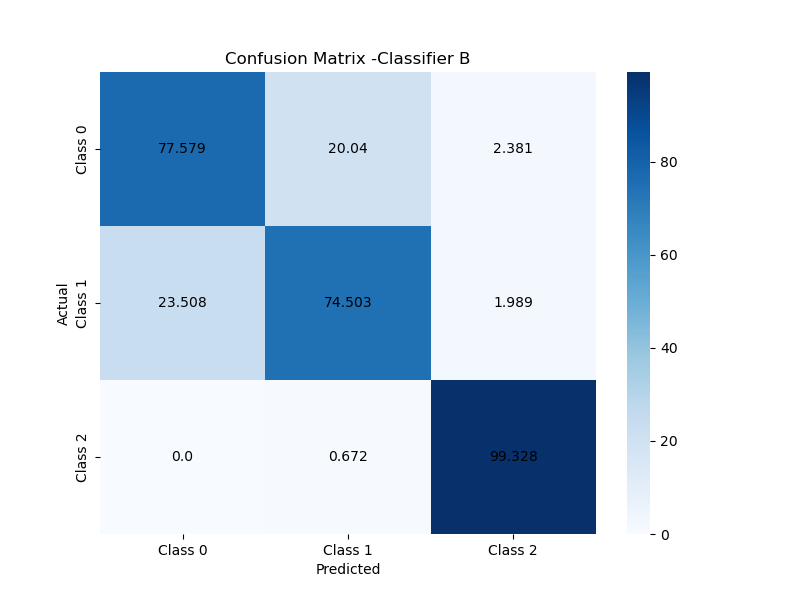 Confusion Matrix -Classifier B
Class 0
77.579 20.04 2.381
80
60
Actual
Class 1
23.508 74.503 1.989
40
20
Class 2
0.0 0.672 99.328
0
Class 0 Class 1 Class 2
Predicted